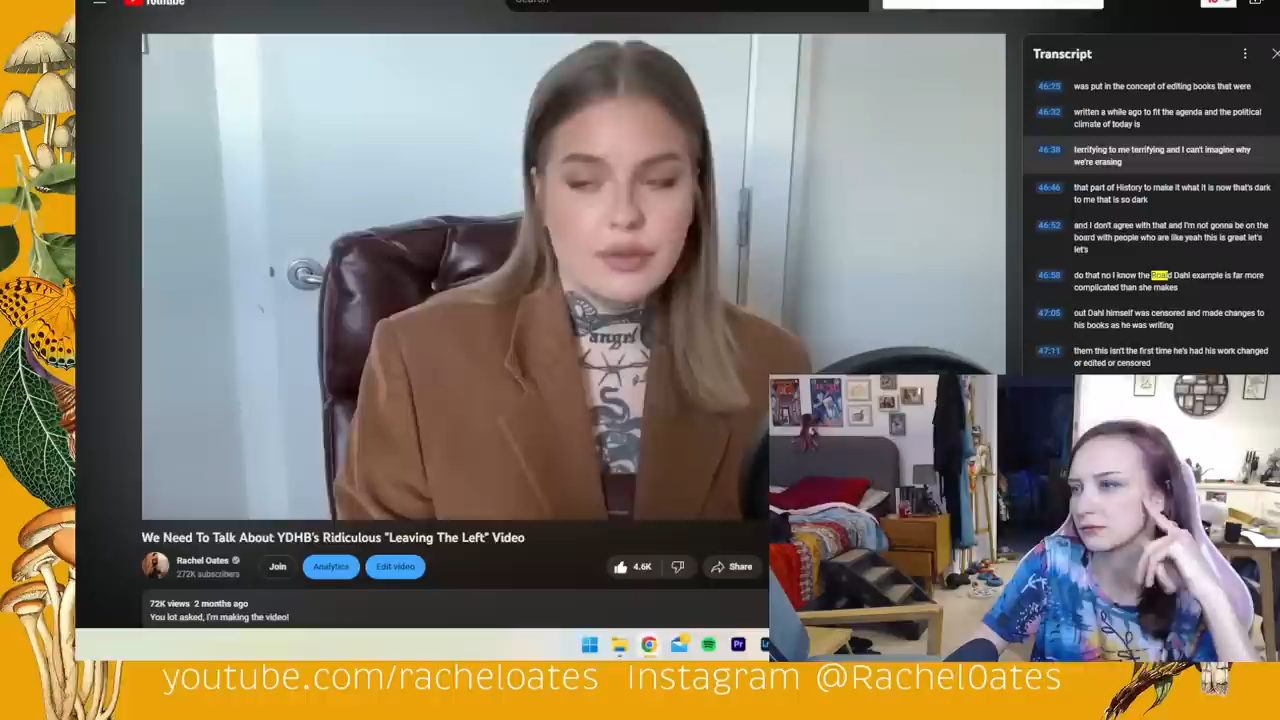 YouTube
Search
Transcript
46:25 was put in the concept of editing books that were
46:32 written a while ago to fit the agenda and the political
climate of today is
46:38 terrifying to me terrifying and I can't imagine why
we're erasing
46:46 that part of History to make it what it is now that's dark
to me that is so dark
46:52 and I don't agree with that and I'm not gonna be on the
board with people who are like yeah this is great let's
let's
46:58 do that no I know the Roald Dahl example is far more
complicated than she makes
47:05 out Dahl himself was censored and made changes to
his books as he was writing
47:11 them this isn't the first time he's had his work changed
or edited or censored
angel
We Need To Talk About YDHB's Ridiculous "Leaving The Left" Video
Rachel Oates
272K subscribers
Join
Analytics
Edit video
4.6K
Share
72K views 2 months ago
You lot asked, I'm making the video!
Pr
youtube.com/racheloates Instagram @RachelOates